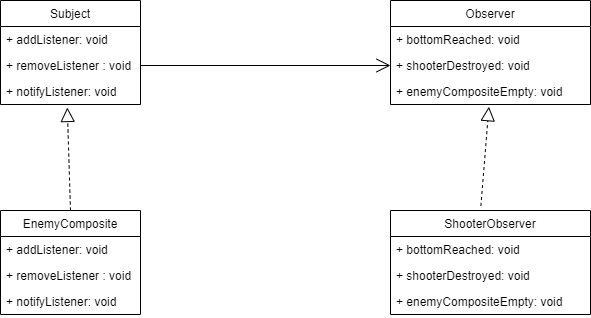 Subject
+ addListener: void
+ removeListener : void
+ notifyListener: void
Observer
+ bottomReached: void
+ shooterDestroyed: void
+ enemyCompositeEmpty: void
EnemyComposite
+ addListener: void
+ removeListener : void
+ notifyListener: void
ShooterObserver
+ bottomReached: void
+ shooterDestroyed: void
+ enemyCompositeEmpty: void